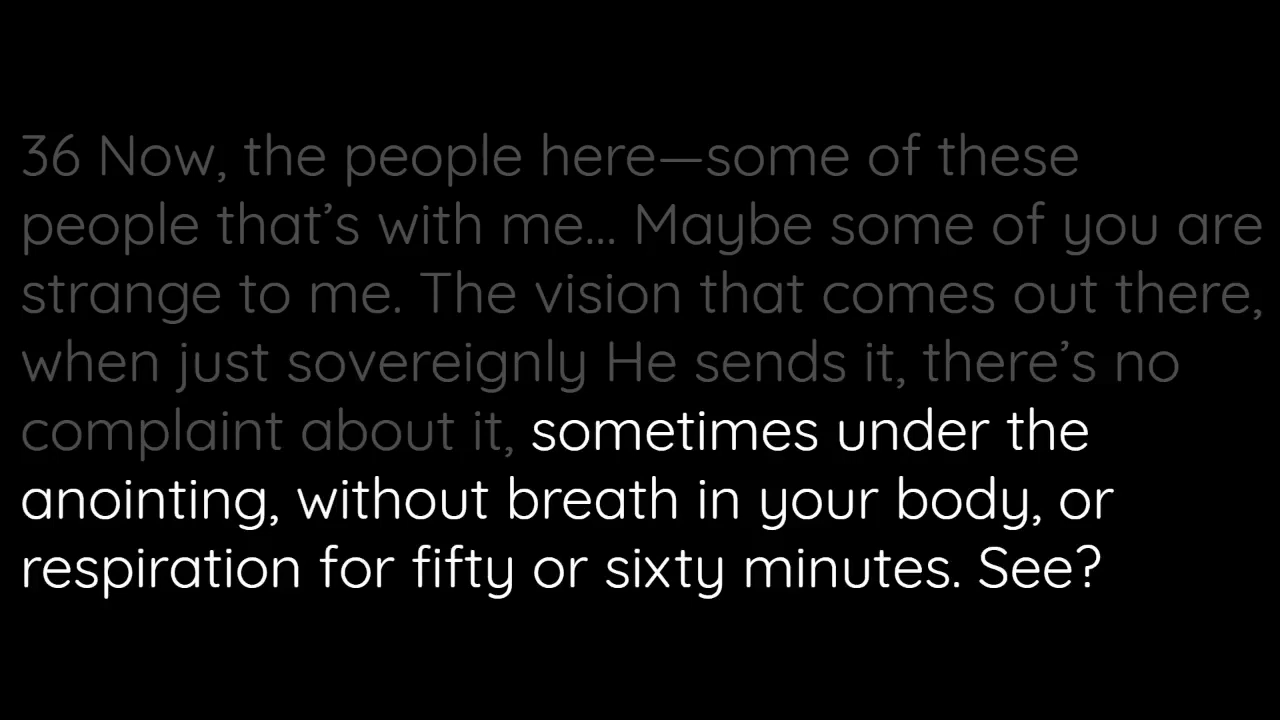 36 Now, the people here—some of these
people that’s with me... Maybe some of you are
strange to me. The vision that comes out there,
when just sovereignly He sends it, there’s no
complaint about it, sometimes under the
anointing, without breath in your body, or
respiration for fifty or sixty minutes. See?